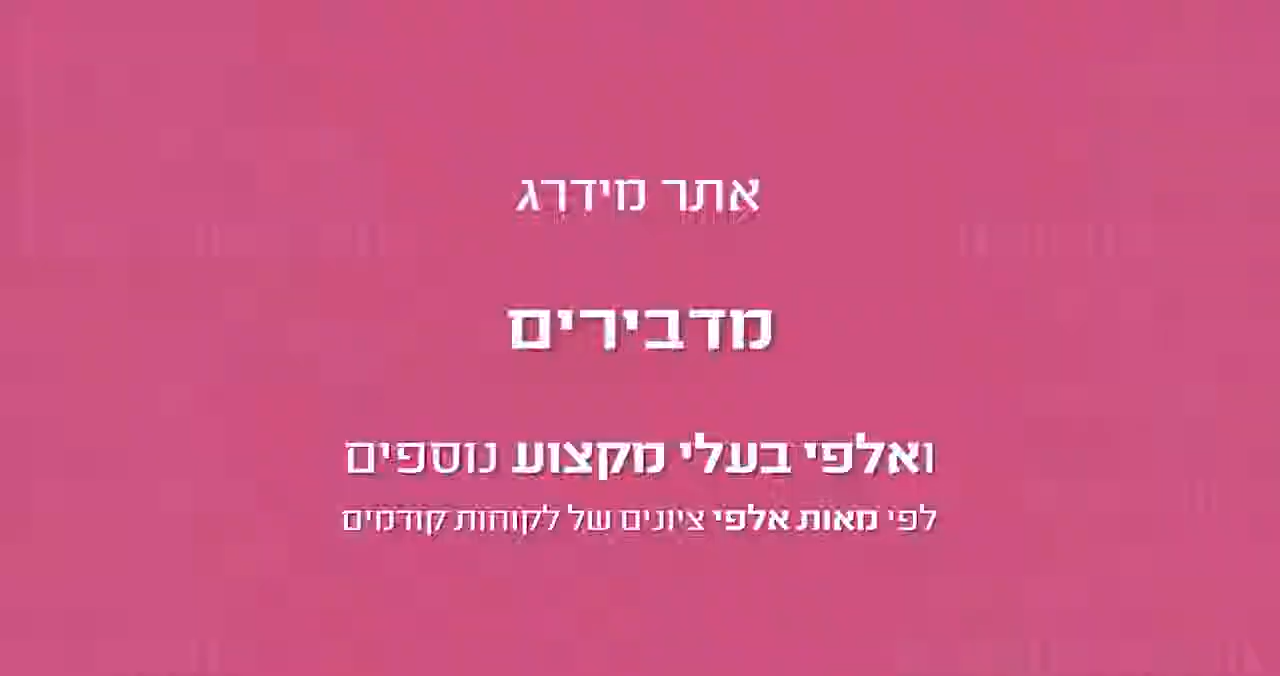 אתר מידרג
מדבירים
ואלפי בעלי מקצוע נוספים
לפי מאות אלפי ציונים של לקוחות קודמים